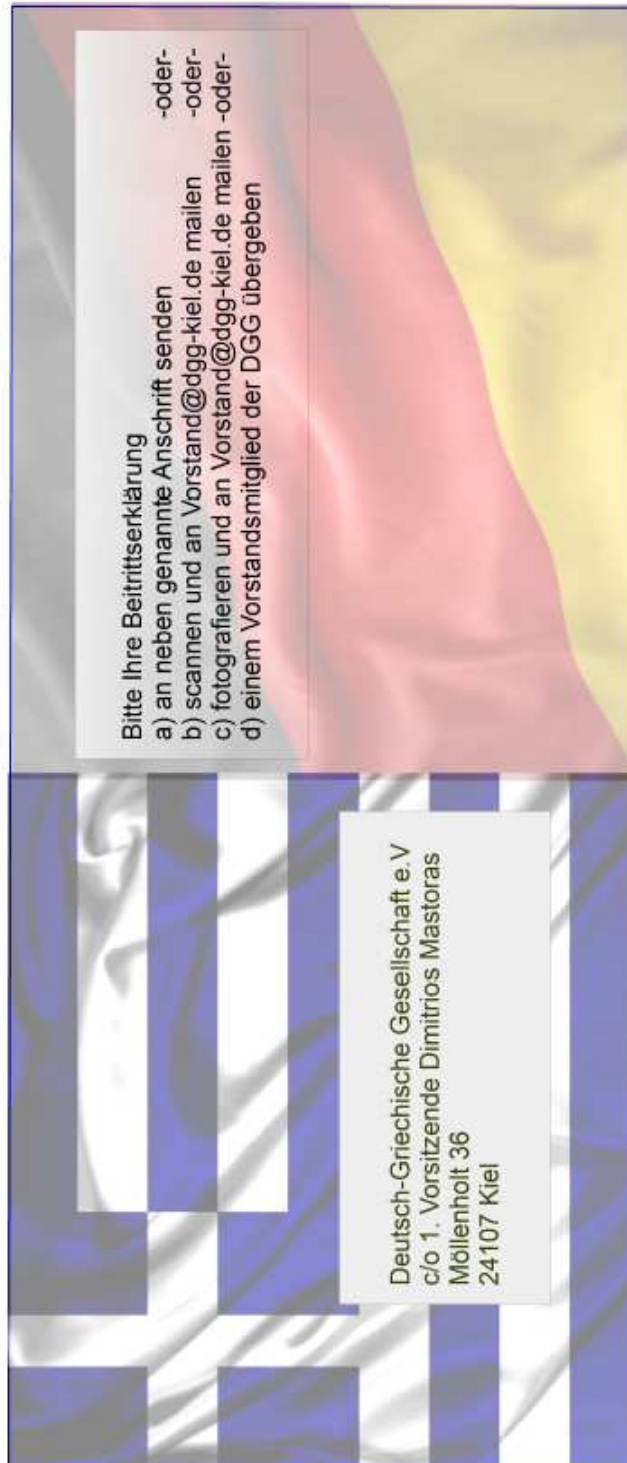 Bitte Ihre Beitrittserklärung
a) an neben genannte Anschrift senden -oder-
b) scannen und an Vorstand@dgg-kiel.de mailen -oder-
c) fotografieren und an Vorstand@dgg-kiel.de mailen -oder-
d) einem Vorstandsmitglied der DGG übergeben
Deutsch-Griechische Gesellschaft e.V
c/o 1. Vorsitzende Dimitrios Mastoras
Möllenholt 36
24107 Kiel